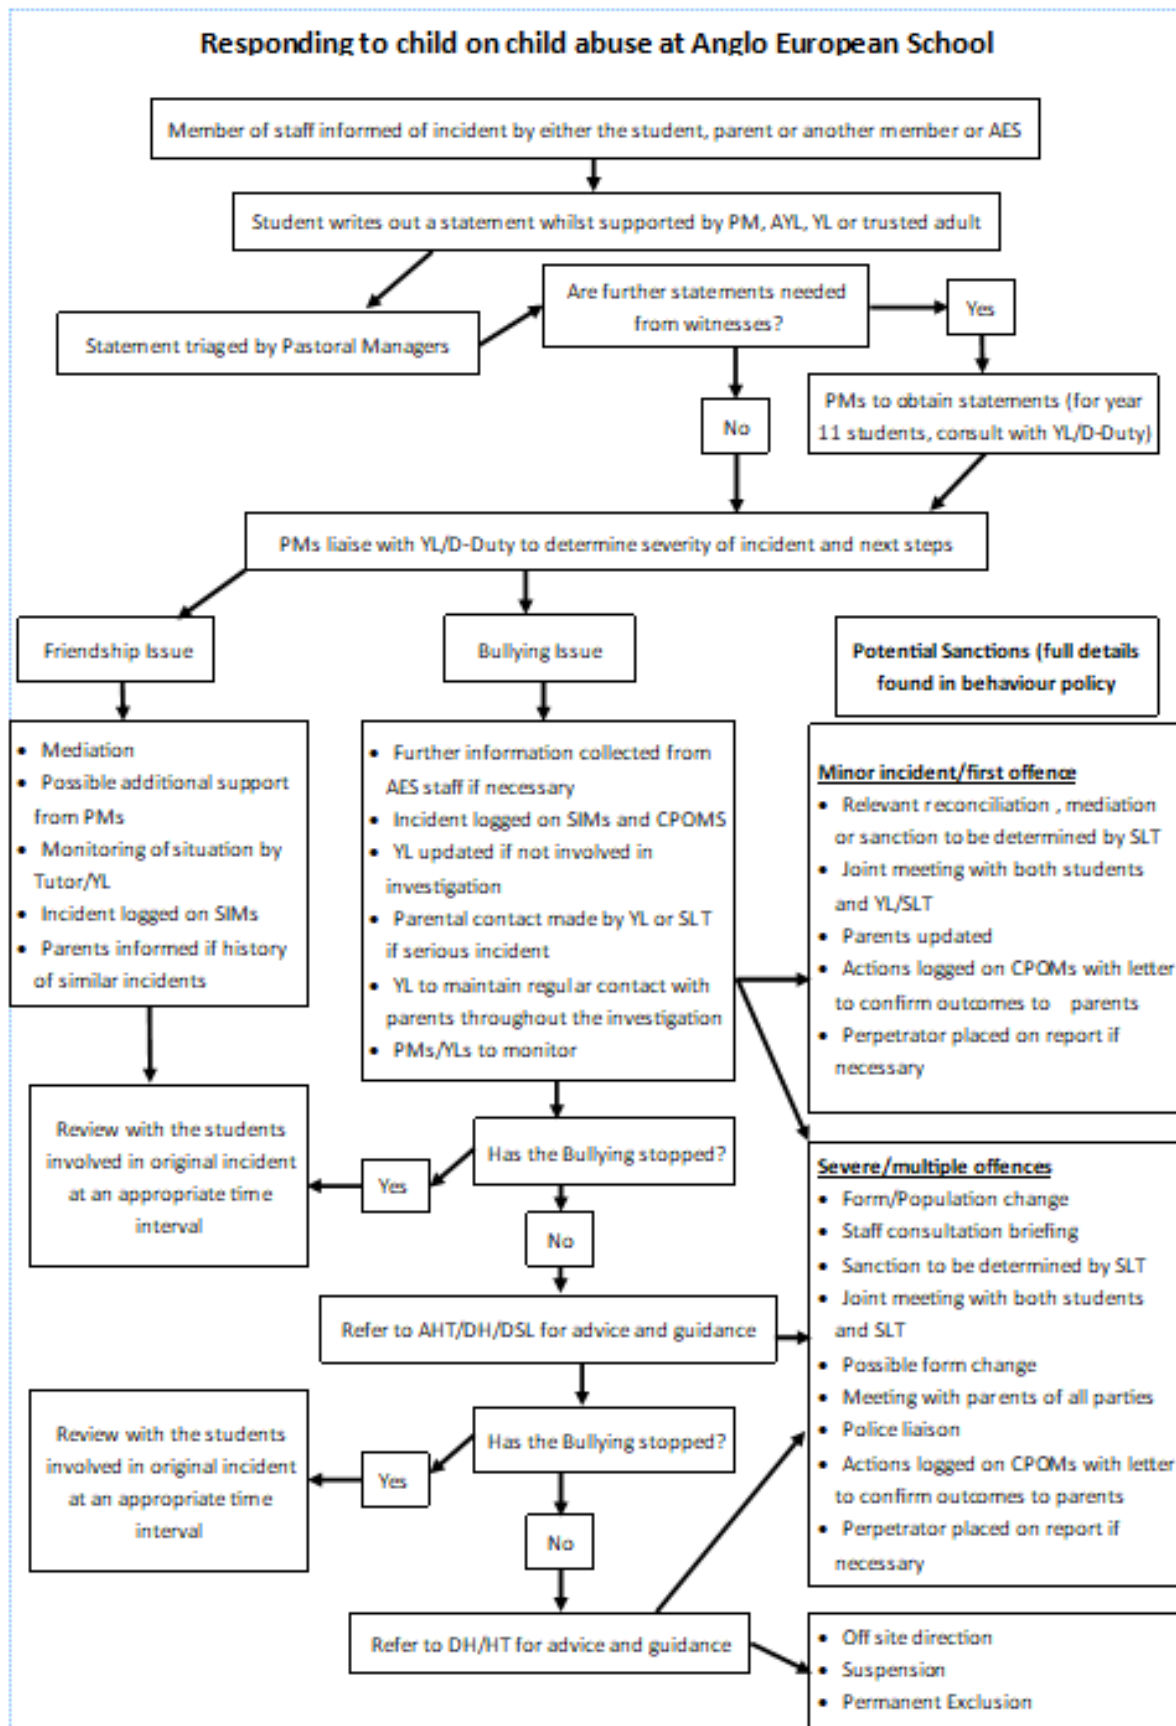 Responding to child on child abuse at Anglo European School
Member of staff informed of incident by either the student, parent or another member or AES
Student writes out a statement whilst supported by PM, AYL, YL or trusted adult
Are further statements needed
from witnesses?
Yes
Statement triaged by Pastoral Managers
PMs to obtain statements (for year
11 students, consult with YL/D-Duty)
No
PMs liaise with YL/D-Duty to determine severity of incident and next steps
Friendship Issue
Bullying Issue
Potential Sanctions (full details
found in behaviour policy
• Mediation
• Possible additional support
from PMs
• Monitoring of situation by
Tutor/YL
• Incident logged on SIMs
• Parents informed if history
of similar incidents
• Further information collected from
AES staff if necessary
• Incident logged on SIMs and CPOMS
• YL updated if not involved in
investigation
• Parental contact made by YL or SLT
if serious incident
• YL to maintain regular contact with
parents throughout the investigation
• PMs/YLs to monitor
Minor incident/first offence
• Relevant reconciliation , mediation
or sanction to be determined by SLT
• Joint meeting with both students
and YL/SLT
• Parents updated
• Actions logged on CPOMs with letter
to confirm outcomes to parents
• Perpetrator placed on report if
necessary
Review with the students
involved in original incident
at an appropriate time
interval
Yes
Has the Bullying stopped?
No
Severe/multiple offences
• Form/Population change
• Staff consultation briefing
• Sanction to be determined by SLT
• Joint meeting with both students
and SLT
• Possible form change
• Meeting with parents of all parties
• Police liaison
• Actions logged on CPOMs with letter
to confirm outcomes to parents
• Perpetrator placed on report if
necessary
Refer to AHT/DH/DSL for advice and guidance
Review with the students
involved in original incident
at an appropriate time
interval
Yes
Has the Bullying stopped?
No
Refer to DH/HT for advice and guidance
• Off site direction
• Suspension
• Permanent Exclusion